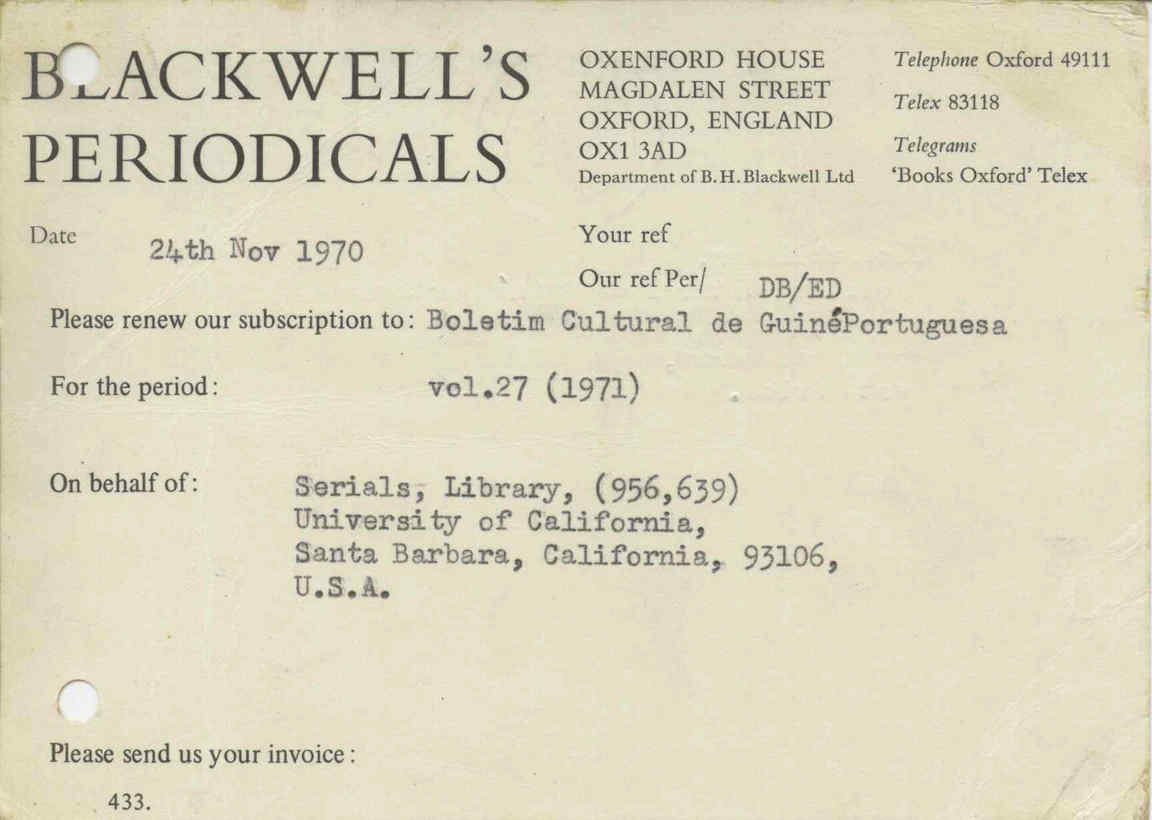 BLACKWELL'S
PERIODICALS
OXENFORD HOUSE
MAGDALEN STREET
OXFORD, ENGLAND
OX1 3AD
Department of B.H.Blackwell Ltd
Telephone Oxford 49111
Telex 83118
Telegrams
‘Books Oxford’ Telex
Date 24th Nov 1970
Your ref
Our ref Per/ DB/ED
Please renew our subscription to: Boletim Cultural de GuinéPortuguesa
For the period: vol.27 (1971)
On behalf of: Serials, Library, (956,639)
University of California,
Santa Barbara, California, 93106,
U.S.A.
Please send us your invoice:
433.